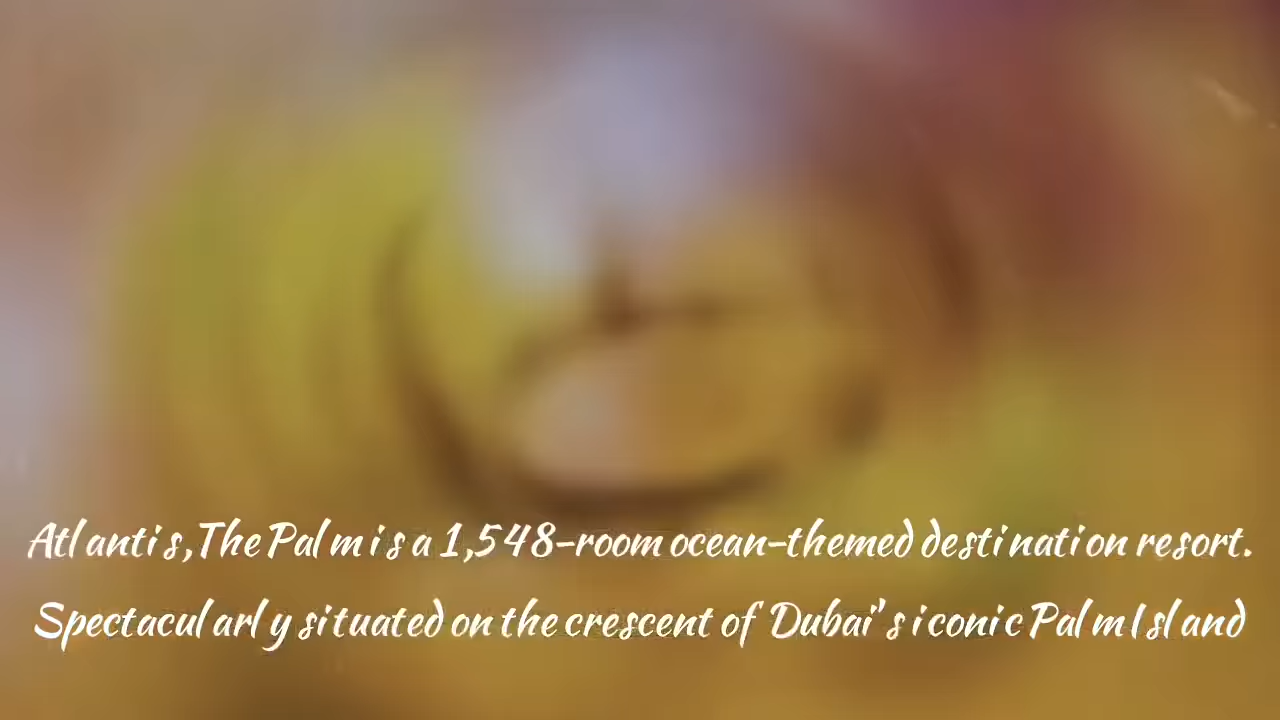 Atlantis,The Palm is a 1,548-room ocean-themed destination resort.
Spectacularly situated on the crescent of Dubai's iconic Palm Island